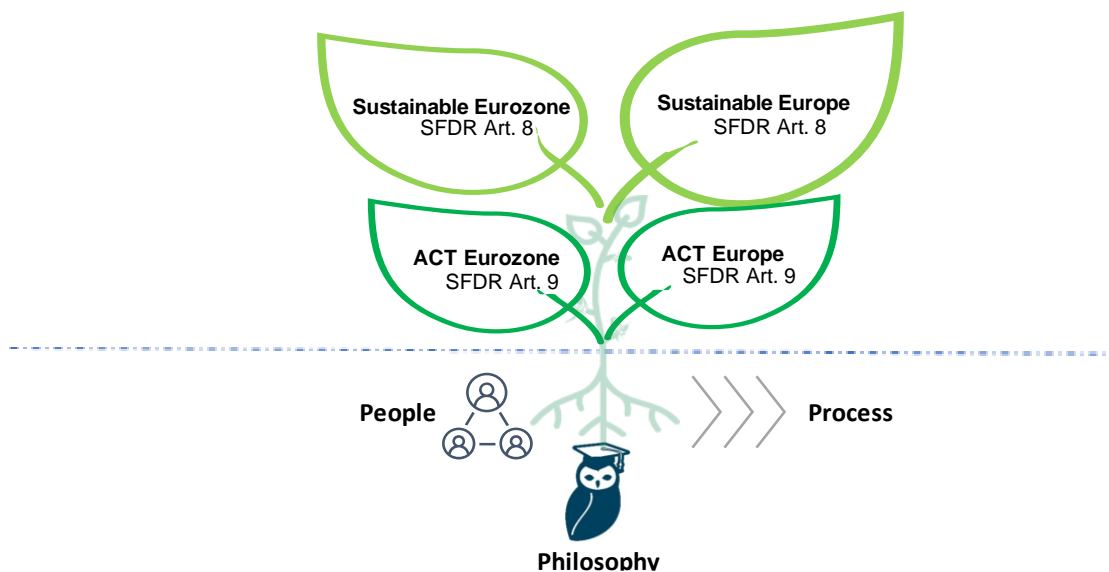 Sustainable Eurozone
SFDR Art. 8
Sustainable Europe
SFDR Art. 8
ACT Eurozone
SFDR Art. 9
ACT Europe
SFDR Art. 9
People
Process
Philosophy